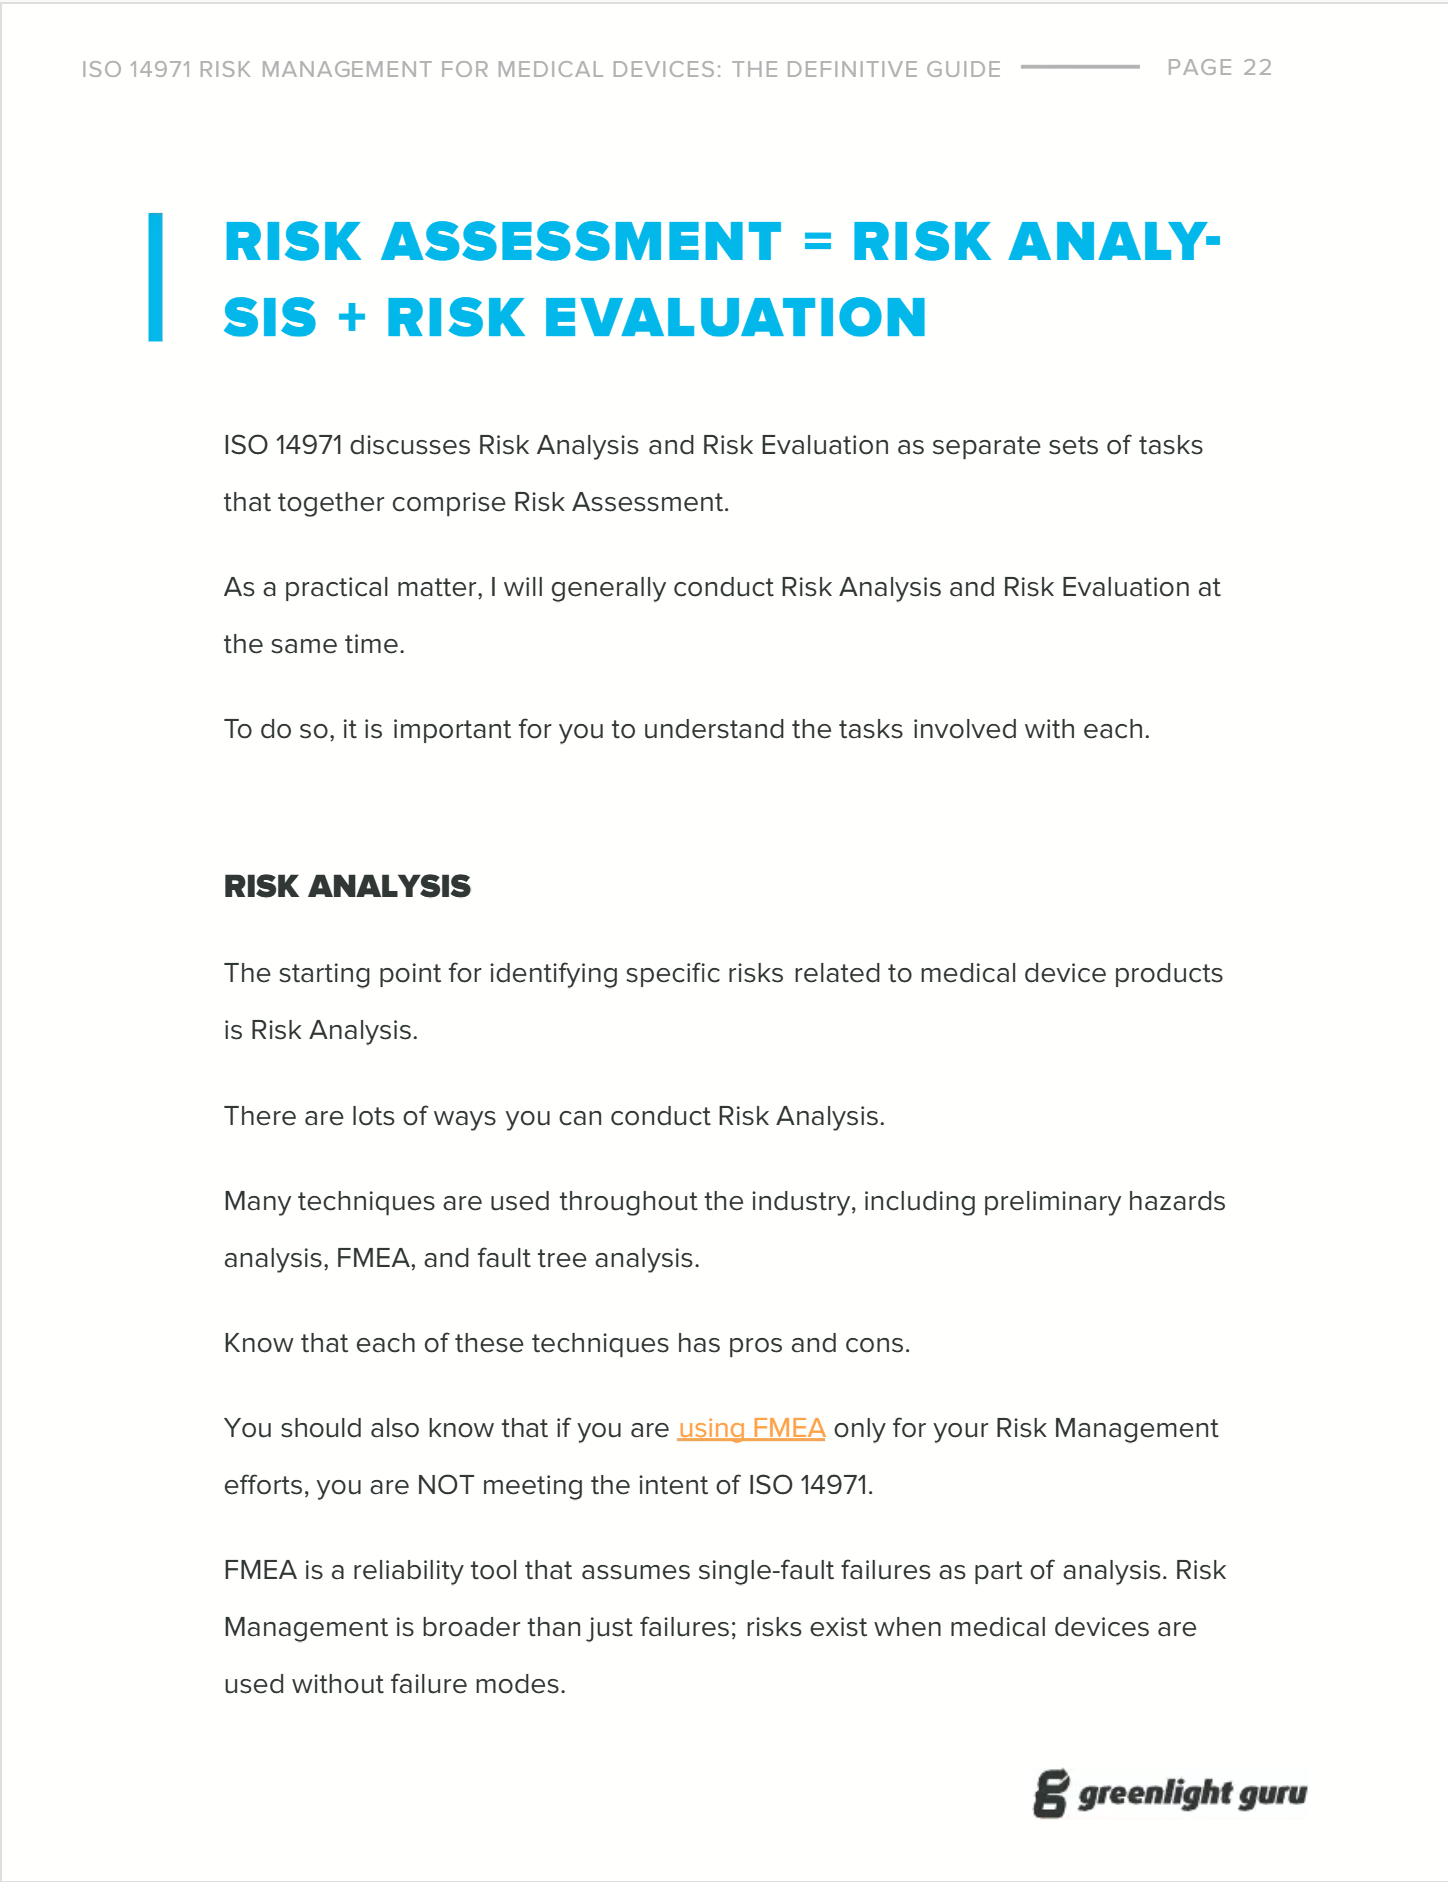 ISO 14971 RISK MANAGEMENT FOR MEDICAL DEVICES: THE DEFINITIVE GUIDE PAGE 22
RISK ASSESSMENT = RISK ANALY-
SIS + RISK EVALUATION
ISO 14971 discusses Risk Analysis and Risk Evaluation as separate sets of tasks
that together comprise Risk Assessment.
As a practical matter, I will generally conduct Risk Analysis and Risk Evaluation at
the same time.
To do so, it is important for you to understand the tasks involved with each.
RISK ANALYSIS
The starting point for identifying specific risks related to medical device products
is Risk Analysis.
There are lots of ways you can conduct Risk Analysis.
Many techniques are used throughout the industry, including preliminary hazards
analysis, FMEA, and fault tree analysis.
Know that each of these techniques has pros and cons.
You should also know that if you are using FMEA only for your Risk Management
efforts, you are NOT meeting the intent of ISO 14971.
FMEA is a reliability tool that assumes single-fault failures as part of analysis. Risk
Management is broader than just failures; risks exist when medical devices are
used without failure modes.
greenlight guru